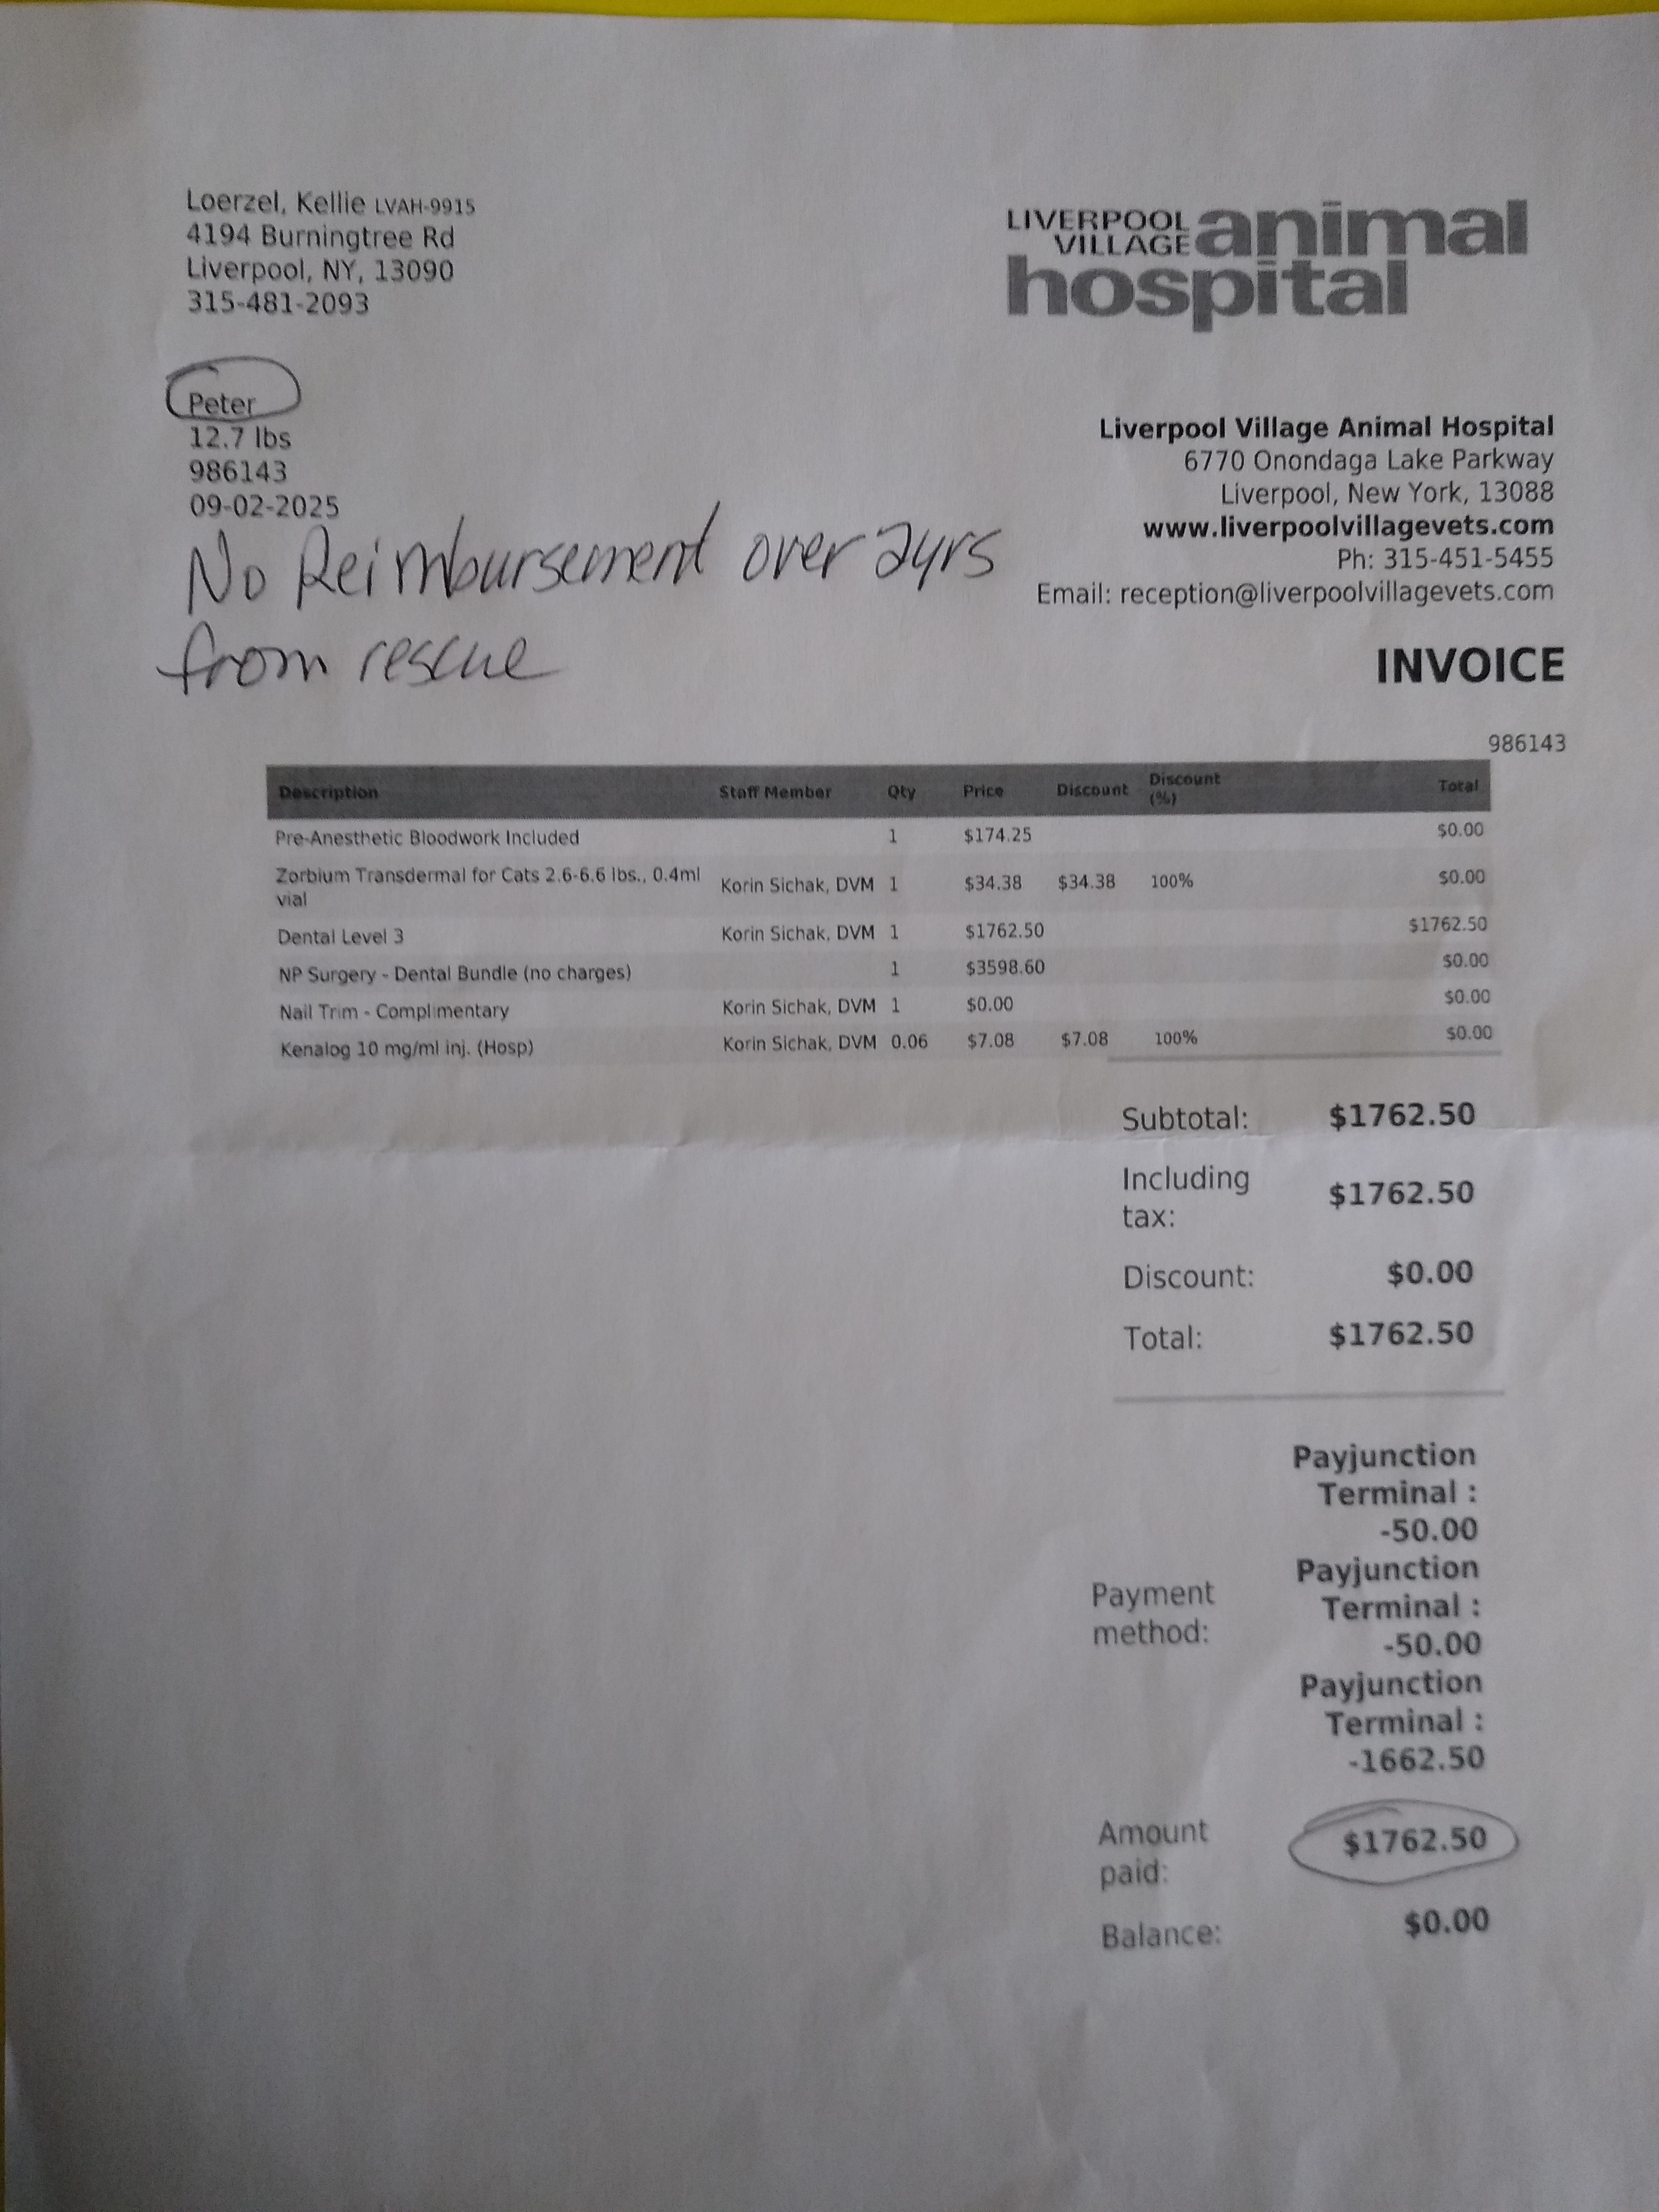 Loerzel, Kellie LVAH-9915
4194 Burningtree Rd
Liverpool, NY, 13090
315-481-2093
LIVERPOOL VILLAGE animal hospital
Peter
12.7 lbs
986143
09-02-2025
No Reimbursement over 2yrs
from rescue
Liverpool Village Animal Hospital
6770 Onondaga Lake Parkway
Liverpool, New York, 13088
www.liverpoolvillagevets.com
Ph: 315-451-5455
Email: reception@liverpoolvillagevets.com
INVOICE
986143
Description Staff Member Qty Price Discount Discount (%) Total
Pre-Anesthetic Bloodwork Included 1 $174.25 $0.00
Zorbium Transdermal for Cats 2.6-6.6 lbs., 0.4ml vial Korin Sichak, DVM 1 $34.38 $34.38 100% $0.00
Dental Level 3 Korin Sichak, DVM 1 $1762.50 $1762.50
NP Surgery - Dental Bundle (no charges) 1 $3598.60 $0.00
Nail Trim - Complimentary Korin Sichak, DVM 1 $0.00 $0.00
Kenalog 10 mg/ml inj. (Hosp) Korin Sichak, DVM 0.06 $7.08 $7.08 100% $0.00
Subtotal: $1762.50
Including tax: $1762.50
Discount: $0.00
Total: $1762.50
Payment method:
Payjunction
Terminal :
-50.00
Payjunction
Terminal :
-50.00
Payjunction
Terminal :
-1662.50
Amount paid: $1762.50
Balance: $0.00